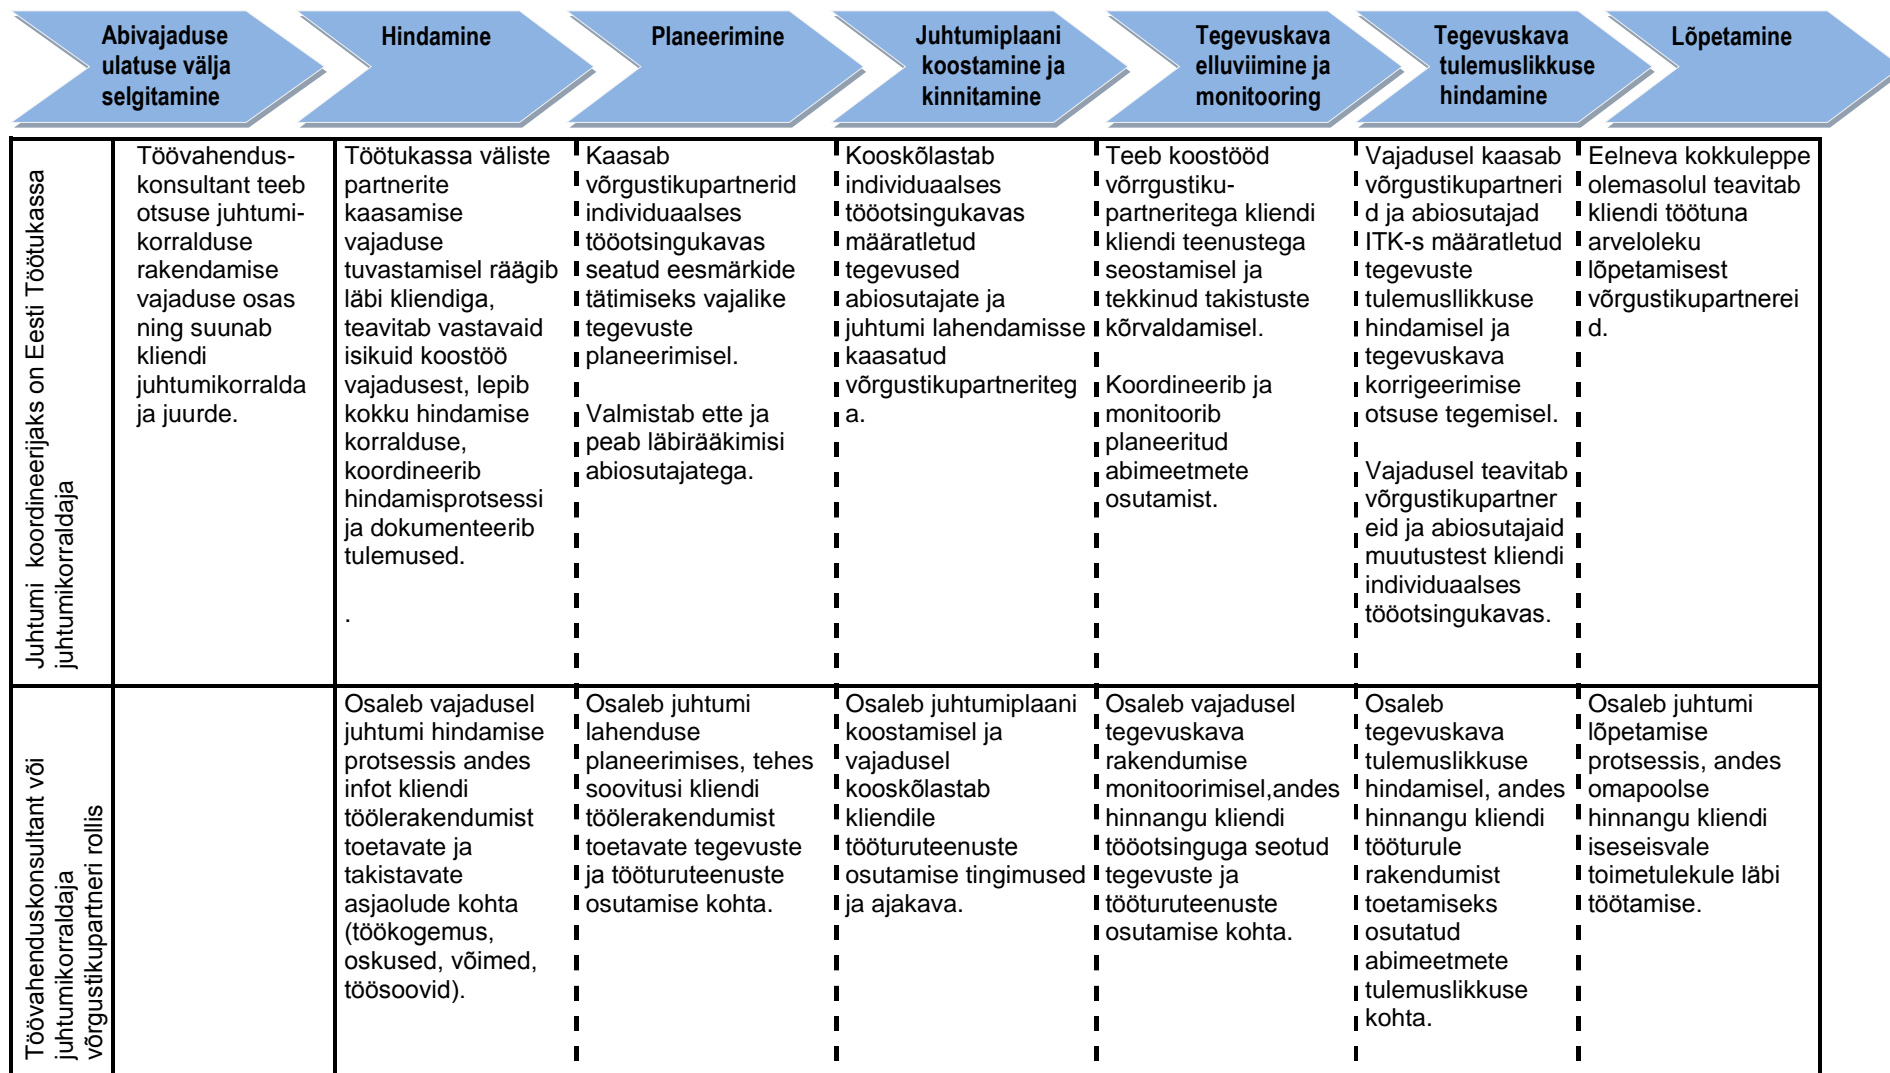 Abivajaduse
ulatuse välja
selgitamine
Hindamine
Planeerimine
Juhtumiplaani
koostamine ja
kinnitamine
Tegevuskava
elluviimine ja
monitooring
Tegevuskava
tulemuslikkuse
hindamine
Lõpetamine
Juhtumi koordineerijaks on Eesti Töötukassa
juhtumikorraldaja
Töövahendus-
konsultant teeb
otsuse juhtumi-
korralduse
rakendamise
vajaduse osas
ning suunab
kliendi
juhtumikorralda
ja juurde.
Töötukassa väliste
partnerite
kaasamise
vajaduse
tuvastamisel räägib
läbi kliendiga,
teavitab vastavaid
isikuid koostöö
vajadusest, lepib
kokku hindamise
korralduse,
koordineerib
hindamisprotsessi
ja dokumenteerib
tulemused.
.
Kaasab
võrgustikupartnerid
individuaalses
tööotsingukavas
seatud eesmärkide
tätimiseks vajalike
tegevuste
planeerimisel.
Valmistab ette ja
peab läbirääkimisi
abiosutajatega.
Kooskõlastab
individuaalses
tööotsingukavas
määratletud
tegevused
abiosutajate ja
juhtumi lahendamisse
kaasatud
võrgustikupartneriteg
a.
Teeb koostööd
võrrgustiku-
partneritega kliendi
kliendi teenustega
seostamisel ja
tekkinud takistuste
kõrvaldamisel.
Koordineerib ja
monitoorib
planeeritud
abimeetmete
osutamist.
Vajadusel kaasab
võrgustikupartneri
d ja abiosutajad
ITK-s määratletud
tegevuste
tulemusllikkuse
hindamisel ja
tegevuskava
korrigeerimise
otsuse tegemisel.
Vajadusel teavitab
võrgustikupartner
eid ja abiosutajaid
muutustest kliendi
individuaalses
tööotsingukavas.
Eelneva kokkuleppe
olemasolul teavitab
kliendi töötuna
arveloleku
lõpetamisest
võrgustikupartnerei
d.
Töövahenduskonsultant või
juhtumikorraldaja
võrgustikupartneri rollis
Osaleb vajadusel
juhtumi hindamise
protsessis andes
infot kliendi
töölerakendumist
toetavate ja
takistavate
asjaolude kohta
(töökogemus,
oskused, võimed,
töösoovid).
Osaleb juhtumi
lahenduse
planeerimises, tehes
soovitusi kliendi
töölerakendumist
toetavate tegevuste
ja tööturuteenuste
osutamise kohta.
Osaleb juhtumiplaani
koostamisel ja
vajadusel
kooskõlastab
kliendile
tööturuteenuste
osutamise tingimused
ja ajakava.
Osaleb vajadusel
tegevuskava
rakendumise
monitoorimisel,andes
hinnangu kliendi
tööotsinguga seotud
tegevuste ja
tööturuteenuste
osutamise kohta.
Osaleb
tegevuskava
tulemuslikkuse
hindamisel, andes
hinnangu kliendi
tööturule
rakendumist
toetamiseks
osutatud
abimeetmete
tulemuslikkuse
kohta.
Osaleb juhtumi
lõpetamise
protsessis, andes
omapoolse
hinnangu kliendi
iseseisvale
toimetulekule läbi
töötamise.